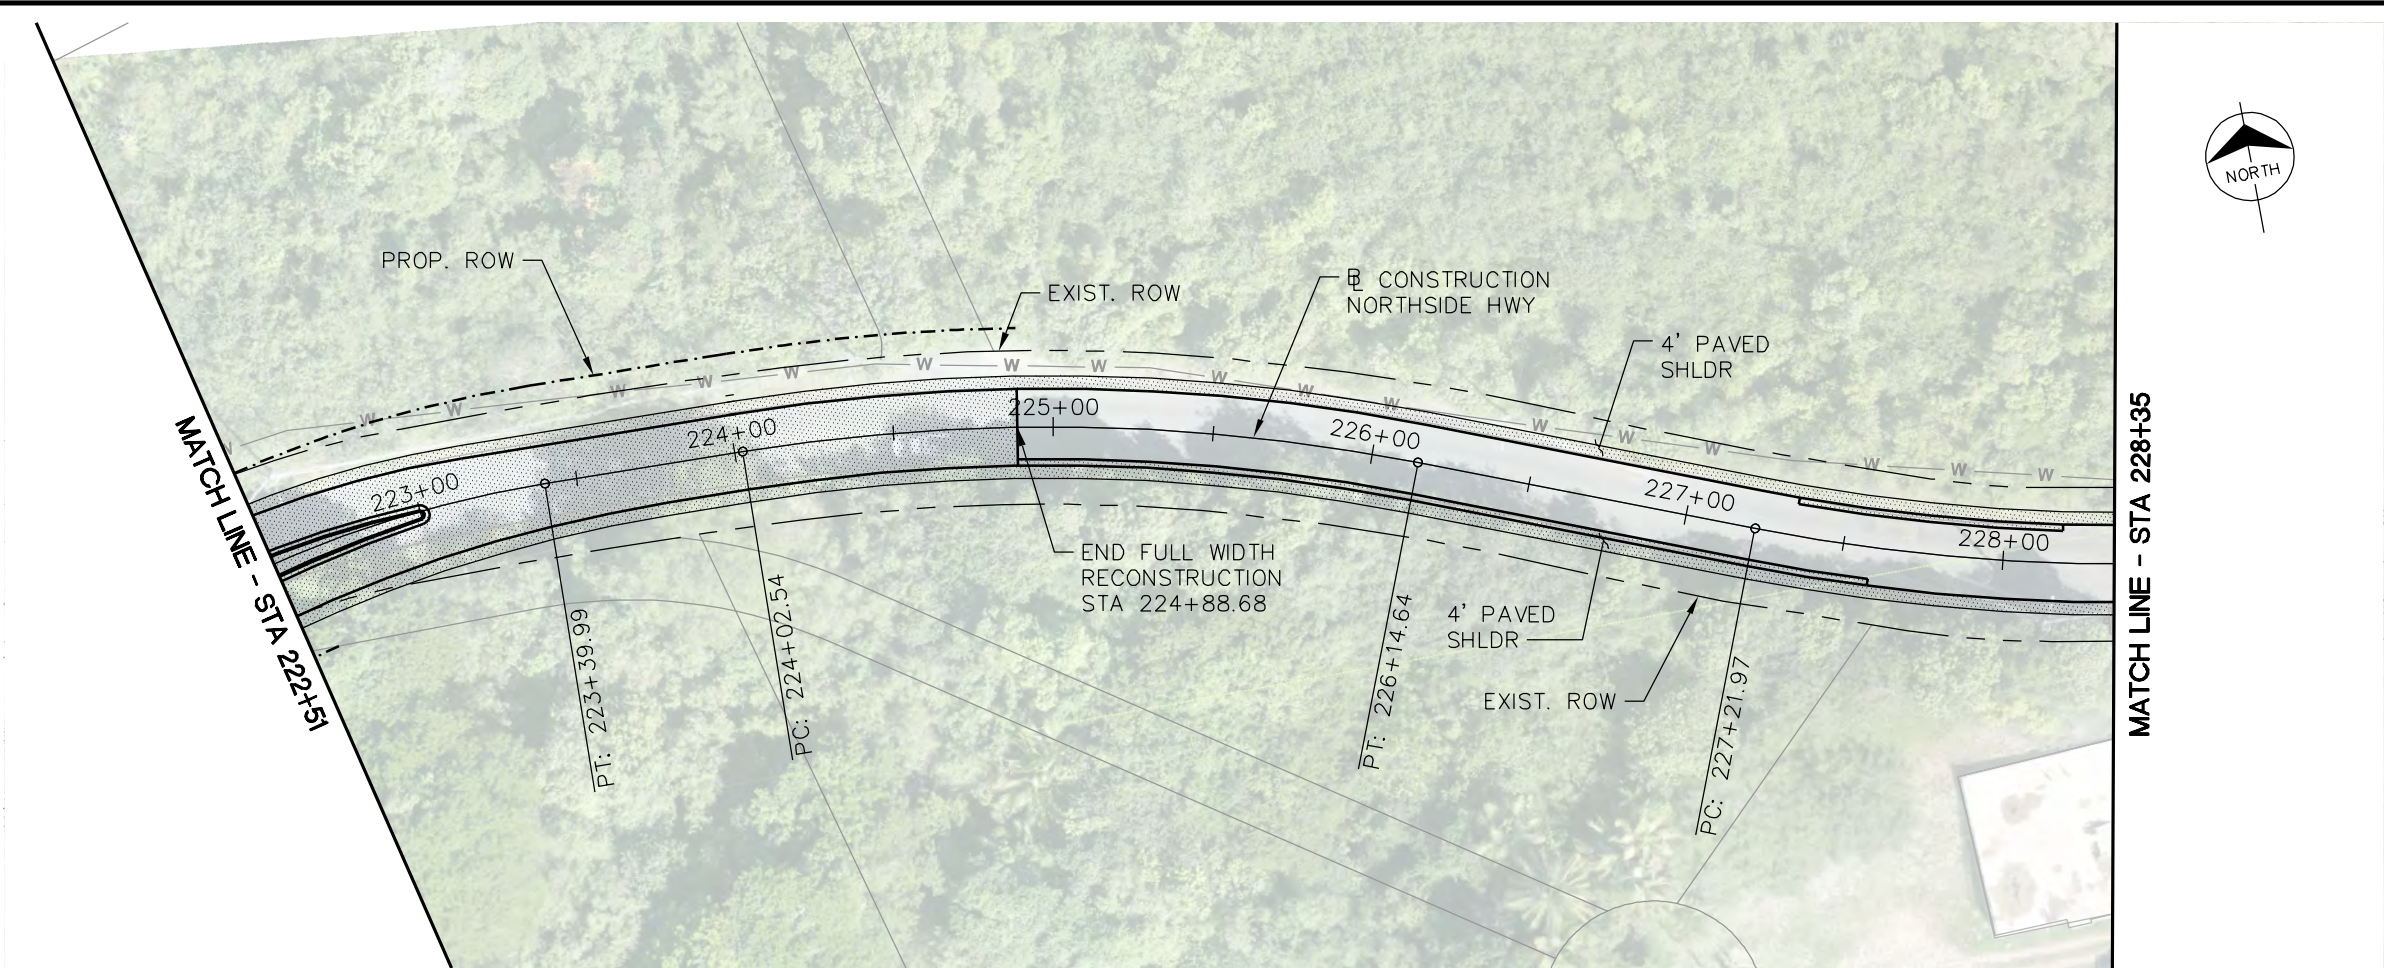 NORTH
PROP. ROW
EXIST. ROW
℄ CONSTRUCTION
NORTHSIDE HWY
4' PAVED
SHLDR
W W W W W W W W W W W W W W W W
223+00
224+00
225+00
226+00
227+00
228+00
MATCH LINE - STA 222+51
MATCH LINE - STA 228+35
END FULL WIDTH
RECONSTRUCTION
STA 224+88.68
4' PAVED
SHLDR
EXIST. ROW
PT: 223+39.99
PC: 224+02.54
PT: 226+14.64
PC: 227+21.97